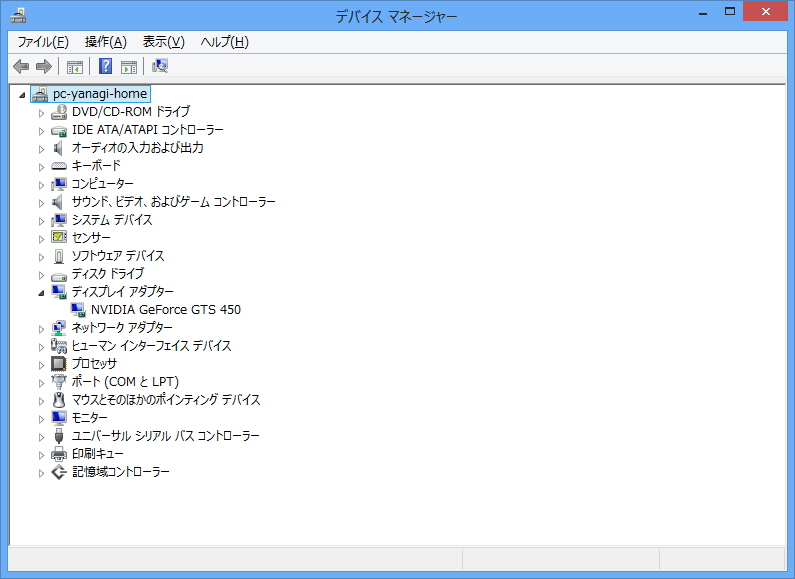 デバイス マネージャー
ファイル(F) 操作(A) 表示(V) ヘルプ(H)
pc-yanagi-home
DVD/CD-ROM ドライブ
IDE ATA/ATAPI コントローラー
オーディオの入力および出力
キーボード
コンピューター
サウンド、ビデオ、およびゲーム コントローラー
システム デバイス
センサー
ソフトウェア デバイス
ディスク ドライブ
ディスプレイ アダプター
NVIDIA GeForce GTS 450
ネットワーク アダプター
ヒューマン インターフェイス デバイス
プロセッサ
ポート (COM と LPT)
マウスとそのほかのポインティング デバイス
モニター
ユニバーサル シリアル バス コントローラー
印刷キュー
記憶域コントローラー